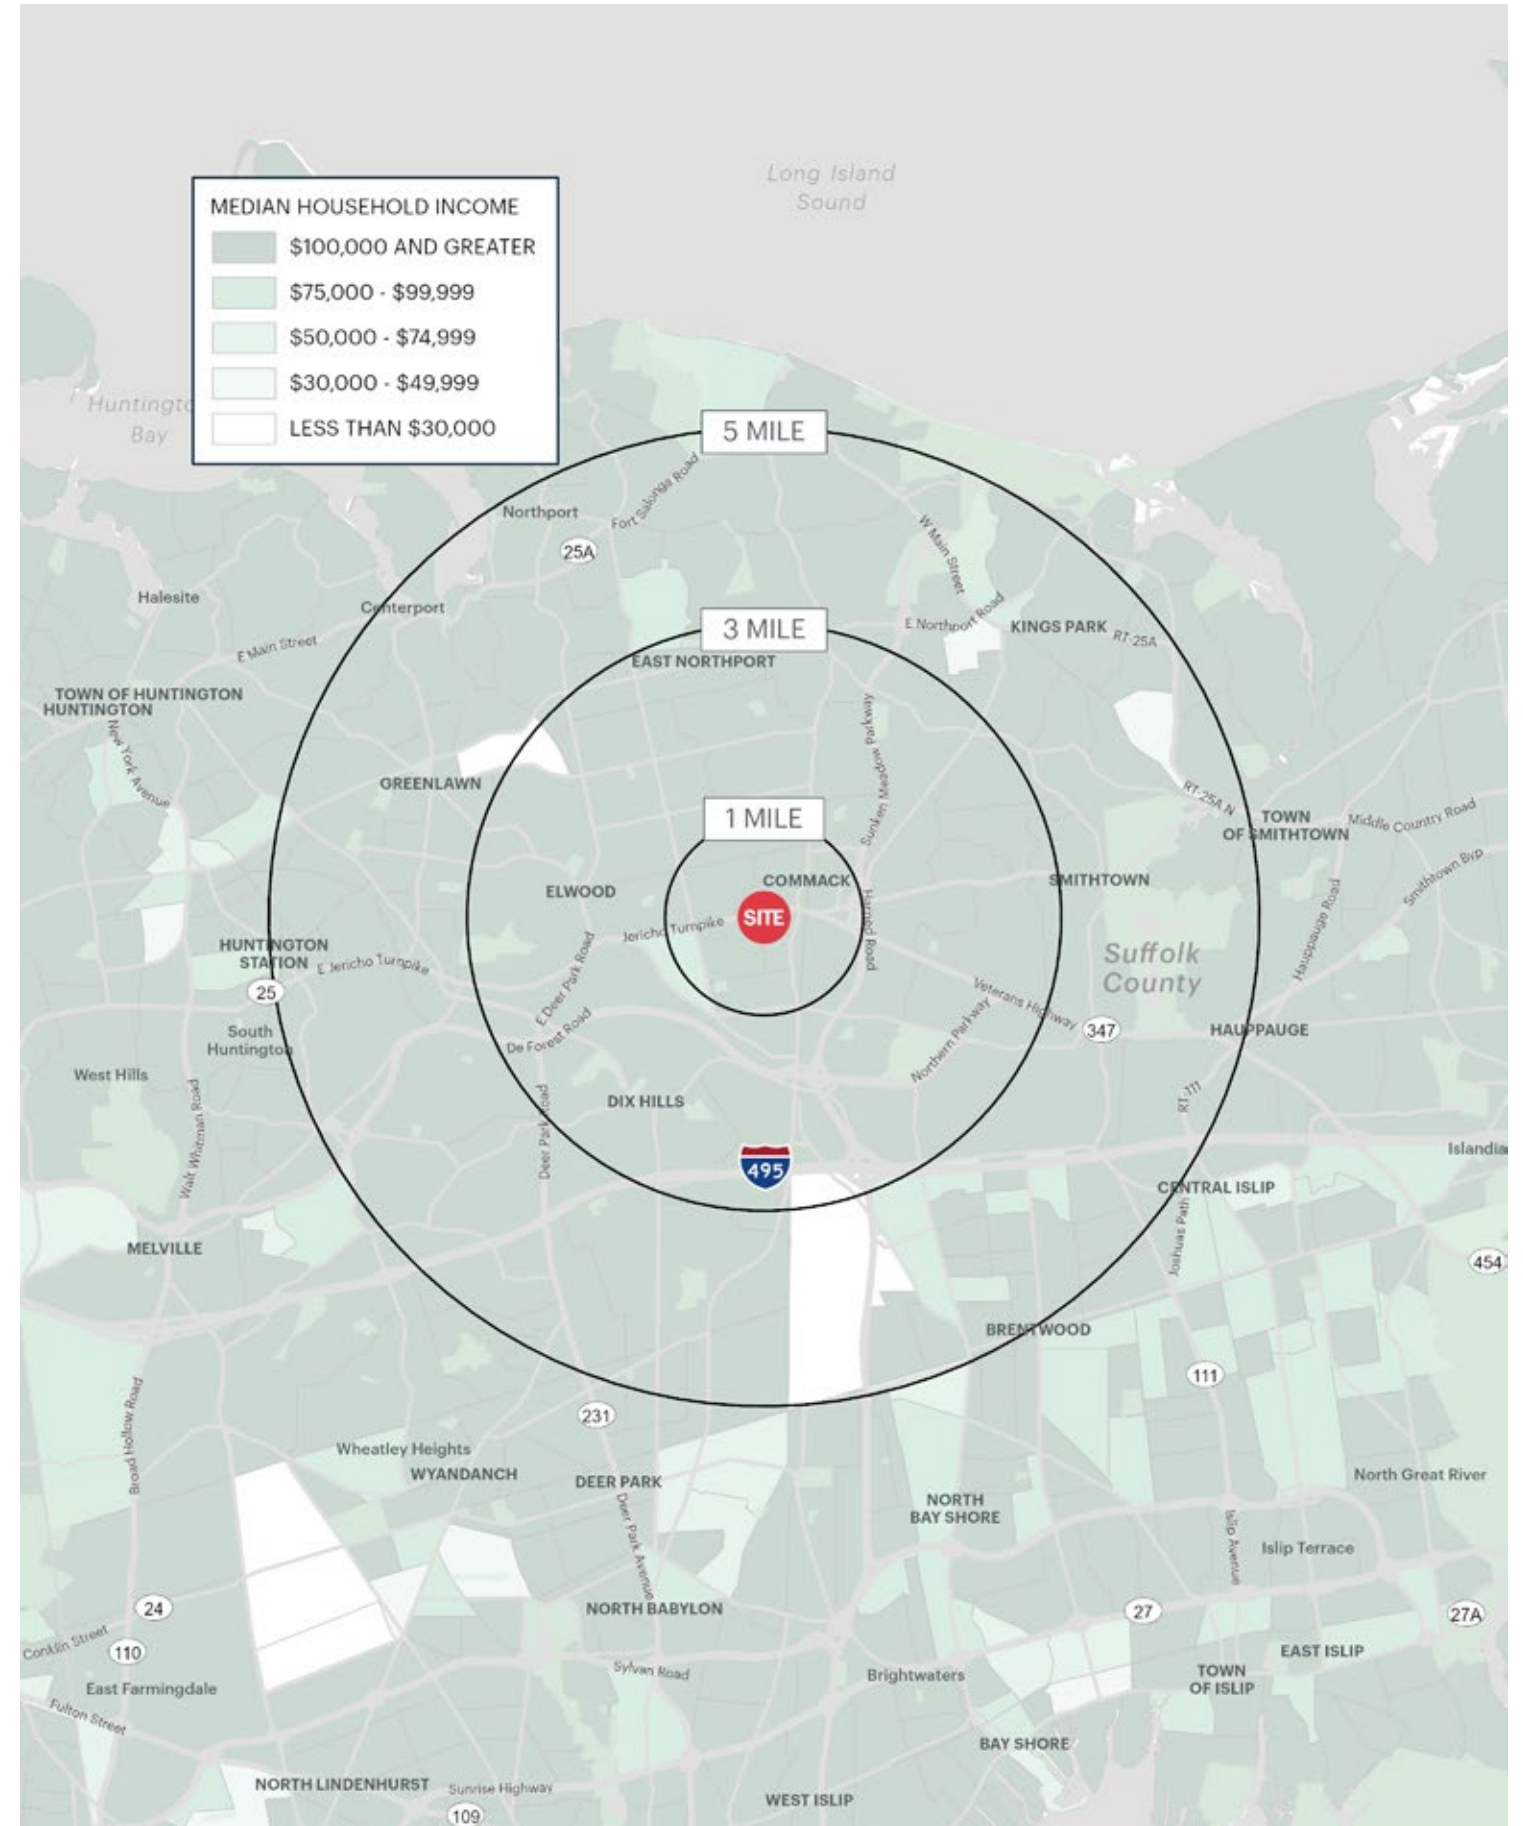 Long Island
Sound
MEDIAN HOUSEHOLD INCOME
$100,000 AND GREATER
$75,000 - $99,999
$50,000 - $74,999
$30,000 - $49,999
LESS THAN $30,000
Huntingto
Bay
5 MILE
Northport
Fort Salonga Road
25A
W Main Street
Halesite
Centerport
E Northport Road
KINGS PARK
RT-25A
3 MILE
E Main Street
EAST NORTHPORT
TOWN OF HUNTINGTON
HUNTINGTON
New York Avenue
Sunken Meadow Parkway
GREENLAWN
RT-25A N
1 MILE
TOWN
OF SMITHTOWN
Middle Country Road
Smithtown Byp
COMMACK
SMITHTOWN
ELWOOD
SITE
Jericho Turnpike
Harned Road
Hauppauge Road
HUNTINGTON
STATION
E Jericho Turnpike
E Deer Park Road
Suffolk
County
25
Veterans Highway
347
HAUPPAUGE
South
Huntington
De Forest Road
Northern Parkway
West Hills
DIX HILLS
RT-111
Walt Whitman Road
Deer Park Road
495
Islandia
CENTRAL ISLIP
Joshuas Path
MELVILLE
454
BRENTWOOD
111
Broad Hollow Road
231
Wheatley Heights
WYANDANCH
DEER PARK
North Great River
NORTH
BAY SHORE
Deer Park Avenue
Islip Avenue
Islip Terrace
24
NORTH BABYLON
27
27A
Conklin Street
110
EAST ISLIP
Sylvan Road
Brightwaters
TOWN
OF ISLIP
East Farmingdale
Fulton Street
BAY SHORE
NORTH LINDENHURST
Sunrise Highway
WEST ISLIP
109